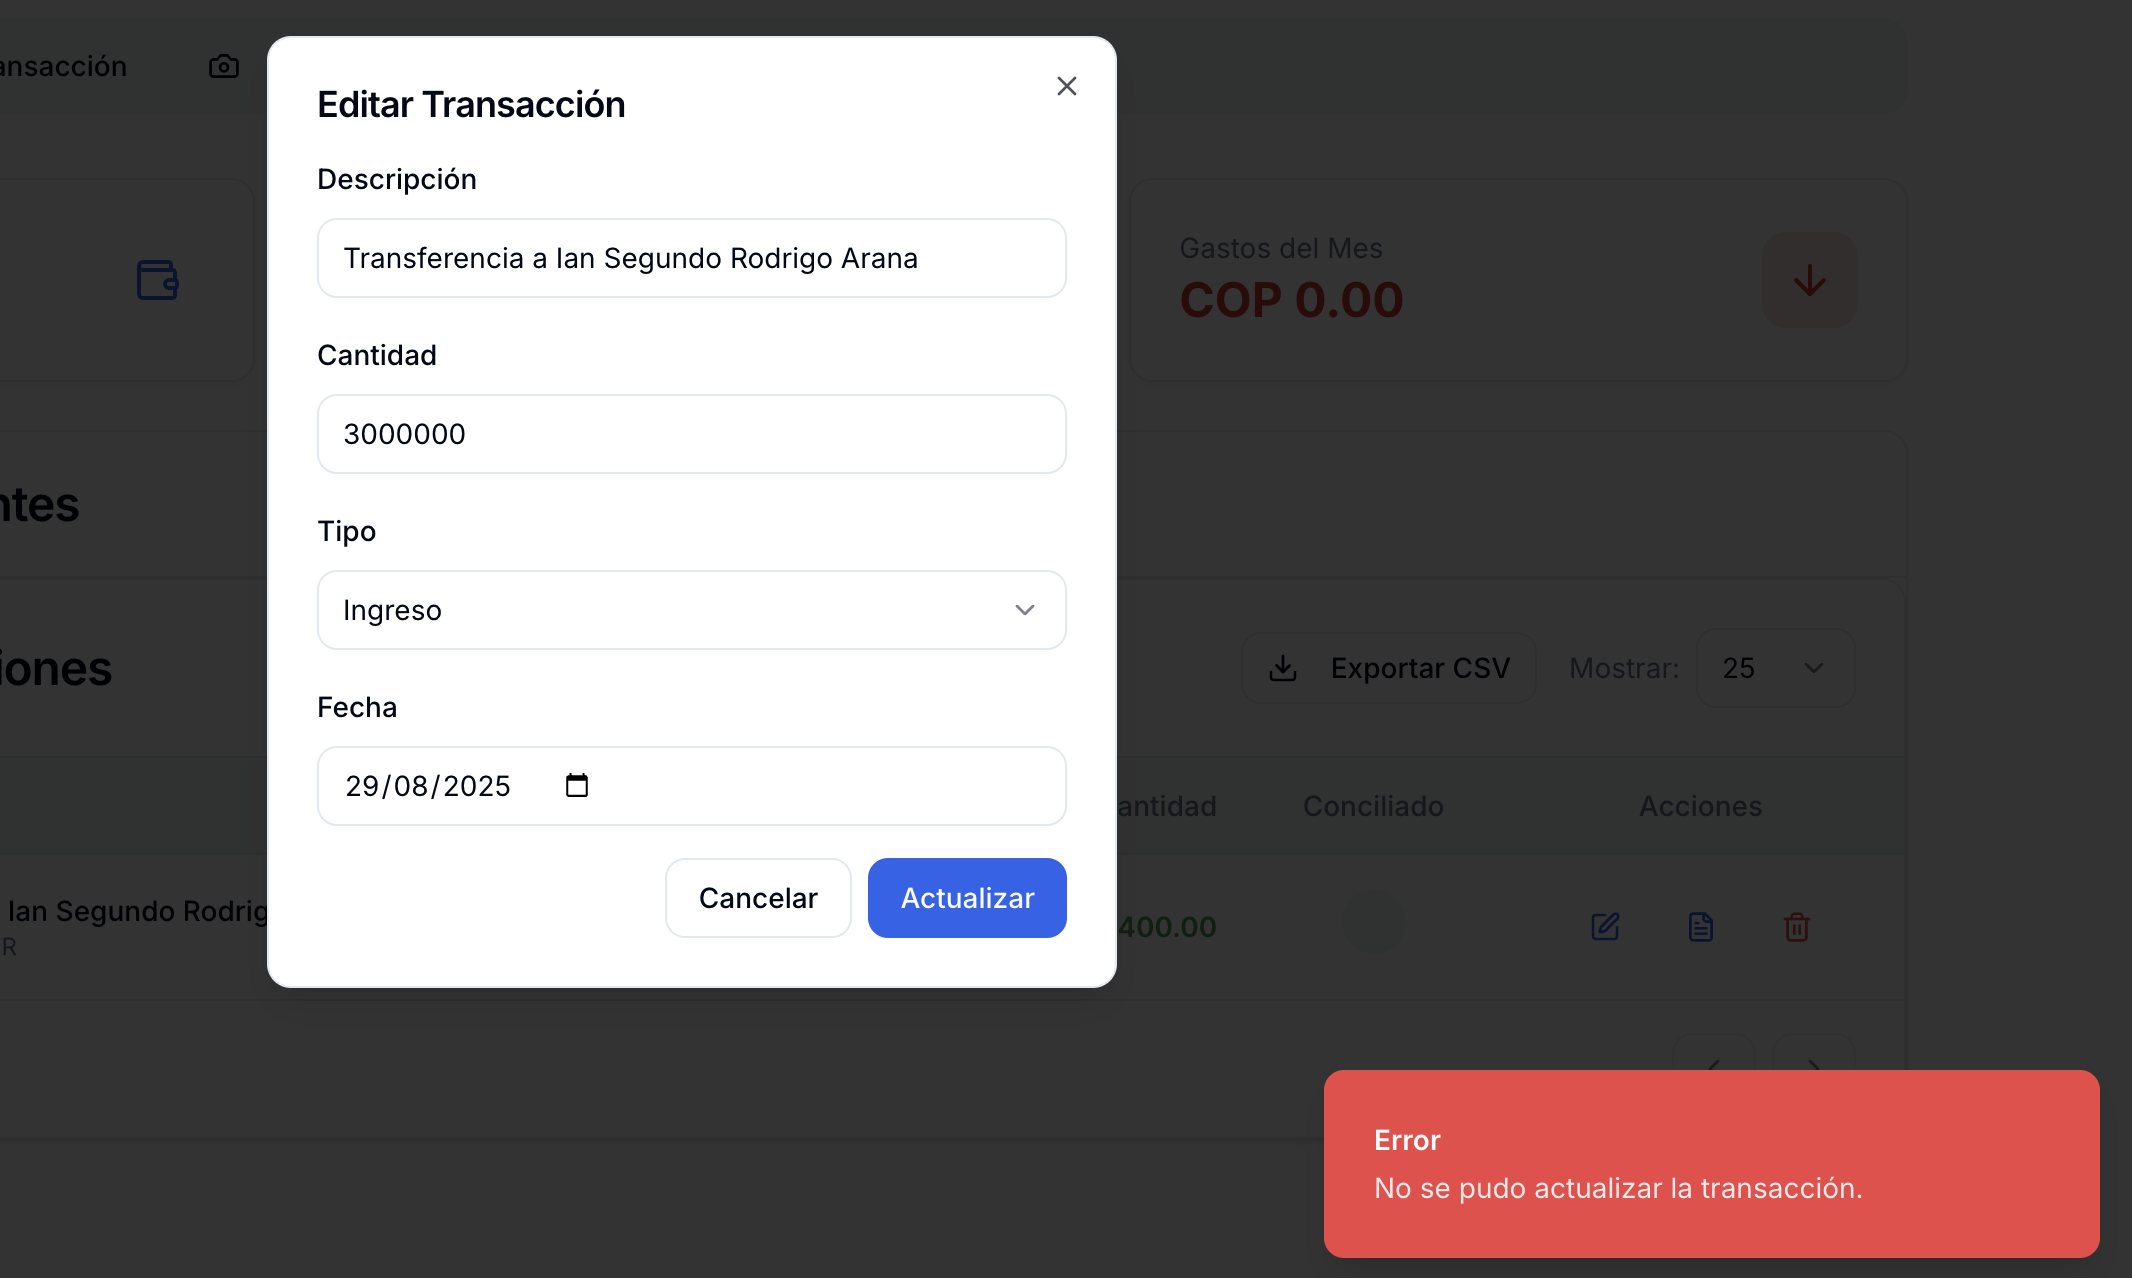 ansacción
Editar Transacción
Descripción
Transferencia a Ian Segundo Rodrigo Arana
Cantidad
3000000
Tipo
Ingreso
Fecha
29/08/2025
Cancelar
Actualizar
Gastos del Mes
COP 0.00
ntes
iones
Exportar CSV
Mostrar:
25
antidad
Conciliado
Acciones
Ian Segundo Rodrig
R
400.00
Error
No se pudo actualizar la transacción.